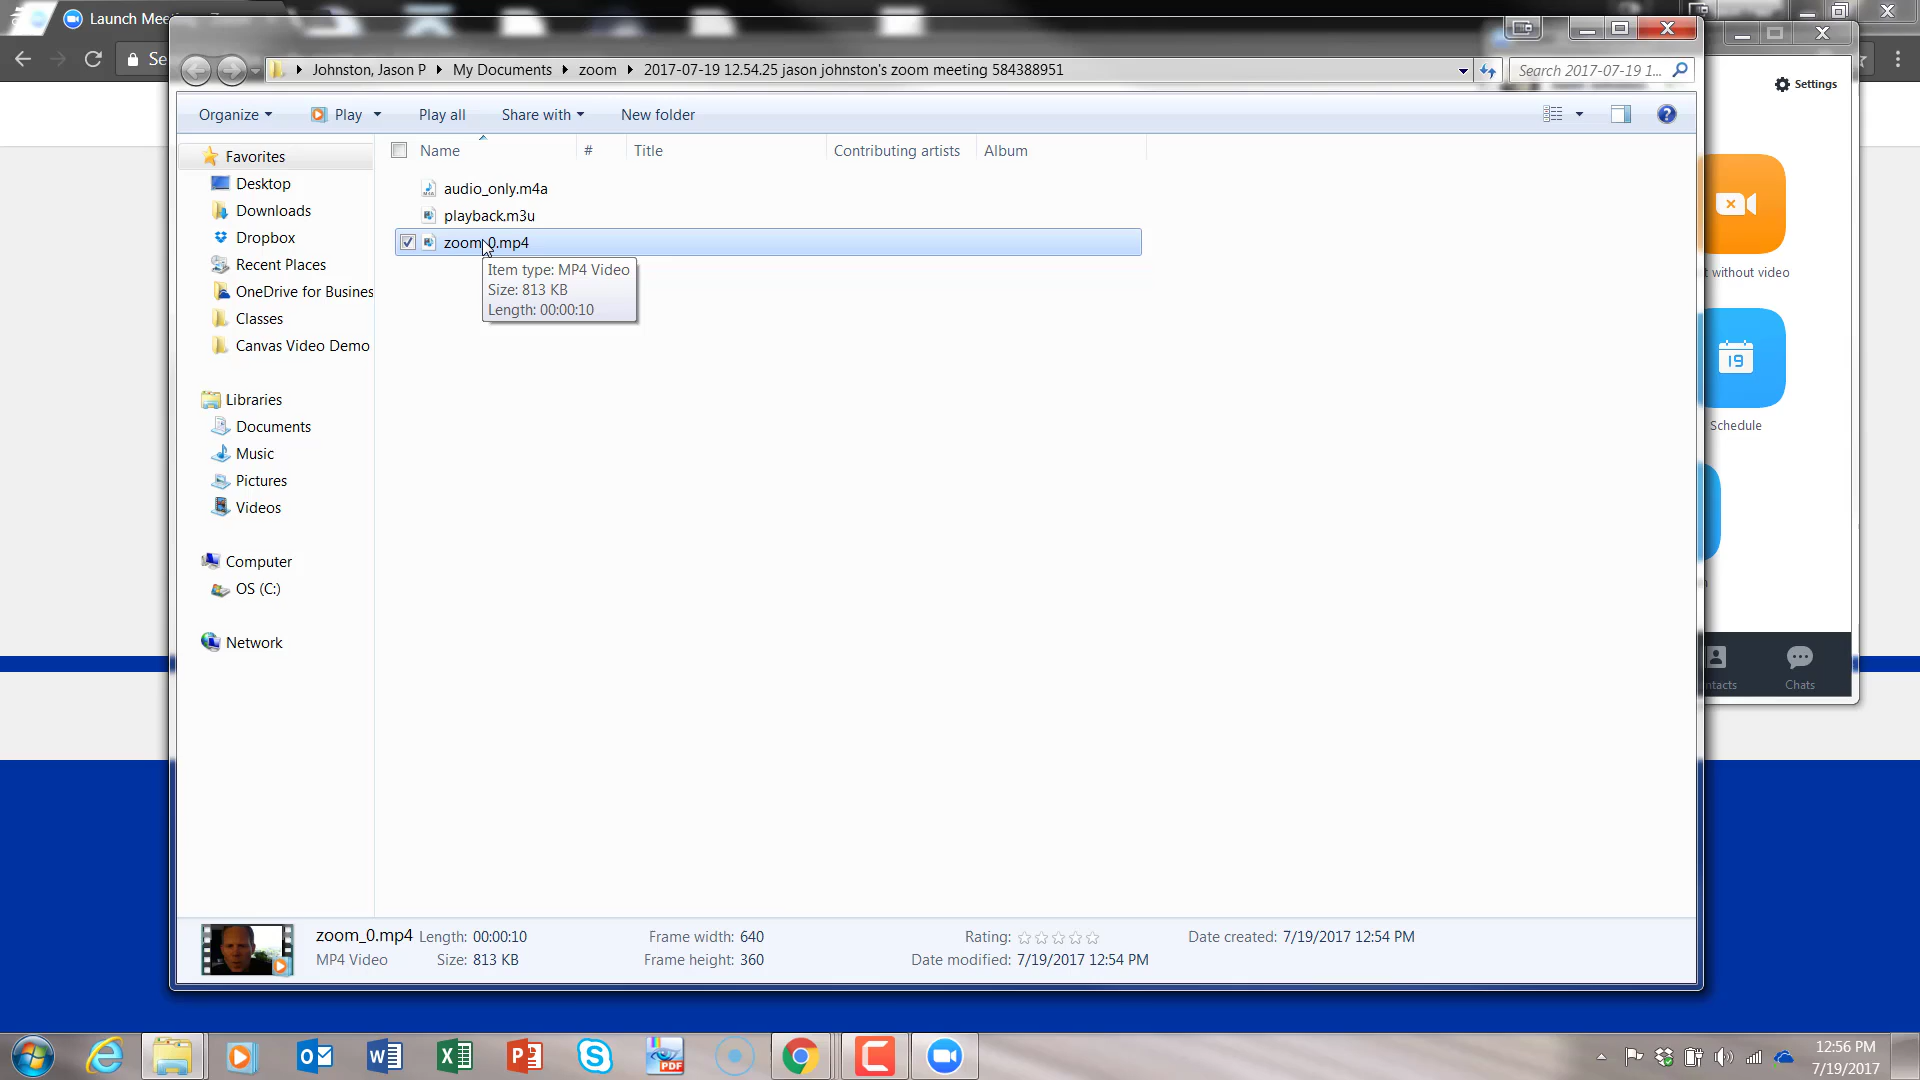 Launch Mee
Se
Johnston, Jason P
My Documents
zoom
2017-07-19 12.54.25 jason johnston's zoom meeting 584388951
Search 2017-07-19 1...
Settings
Organize
Play
Play all
Share with
New folder
Name
#
Title
Contributing artists
Album
Favorites
Desktop
Downloads
Dropbox
Recent Places
OneDrive for Busines
Classes
Canvas Video Demo
Libraries
Documents
Music
Pictures
Videos
Computer
OS (C:)
Network
audio_only.m4a
playback.m3u
zoom_0.mp4
Item type: MP4 Video
Size: 813 KB
Length: 00:00:10
t without video
19
Schedule
ntacts
Chats
zoom_0.mp4
Length: 00:00:10
Frame width: 640
Rating:
Date created: 7/19/2017 12:54 PM
MP4 Video
Size: 813 KB
Frame height: 360
Date modified: 7/19/2017 12:54 PM
PDF
12:56 PM
7/19/2017